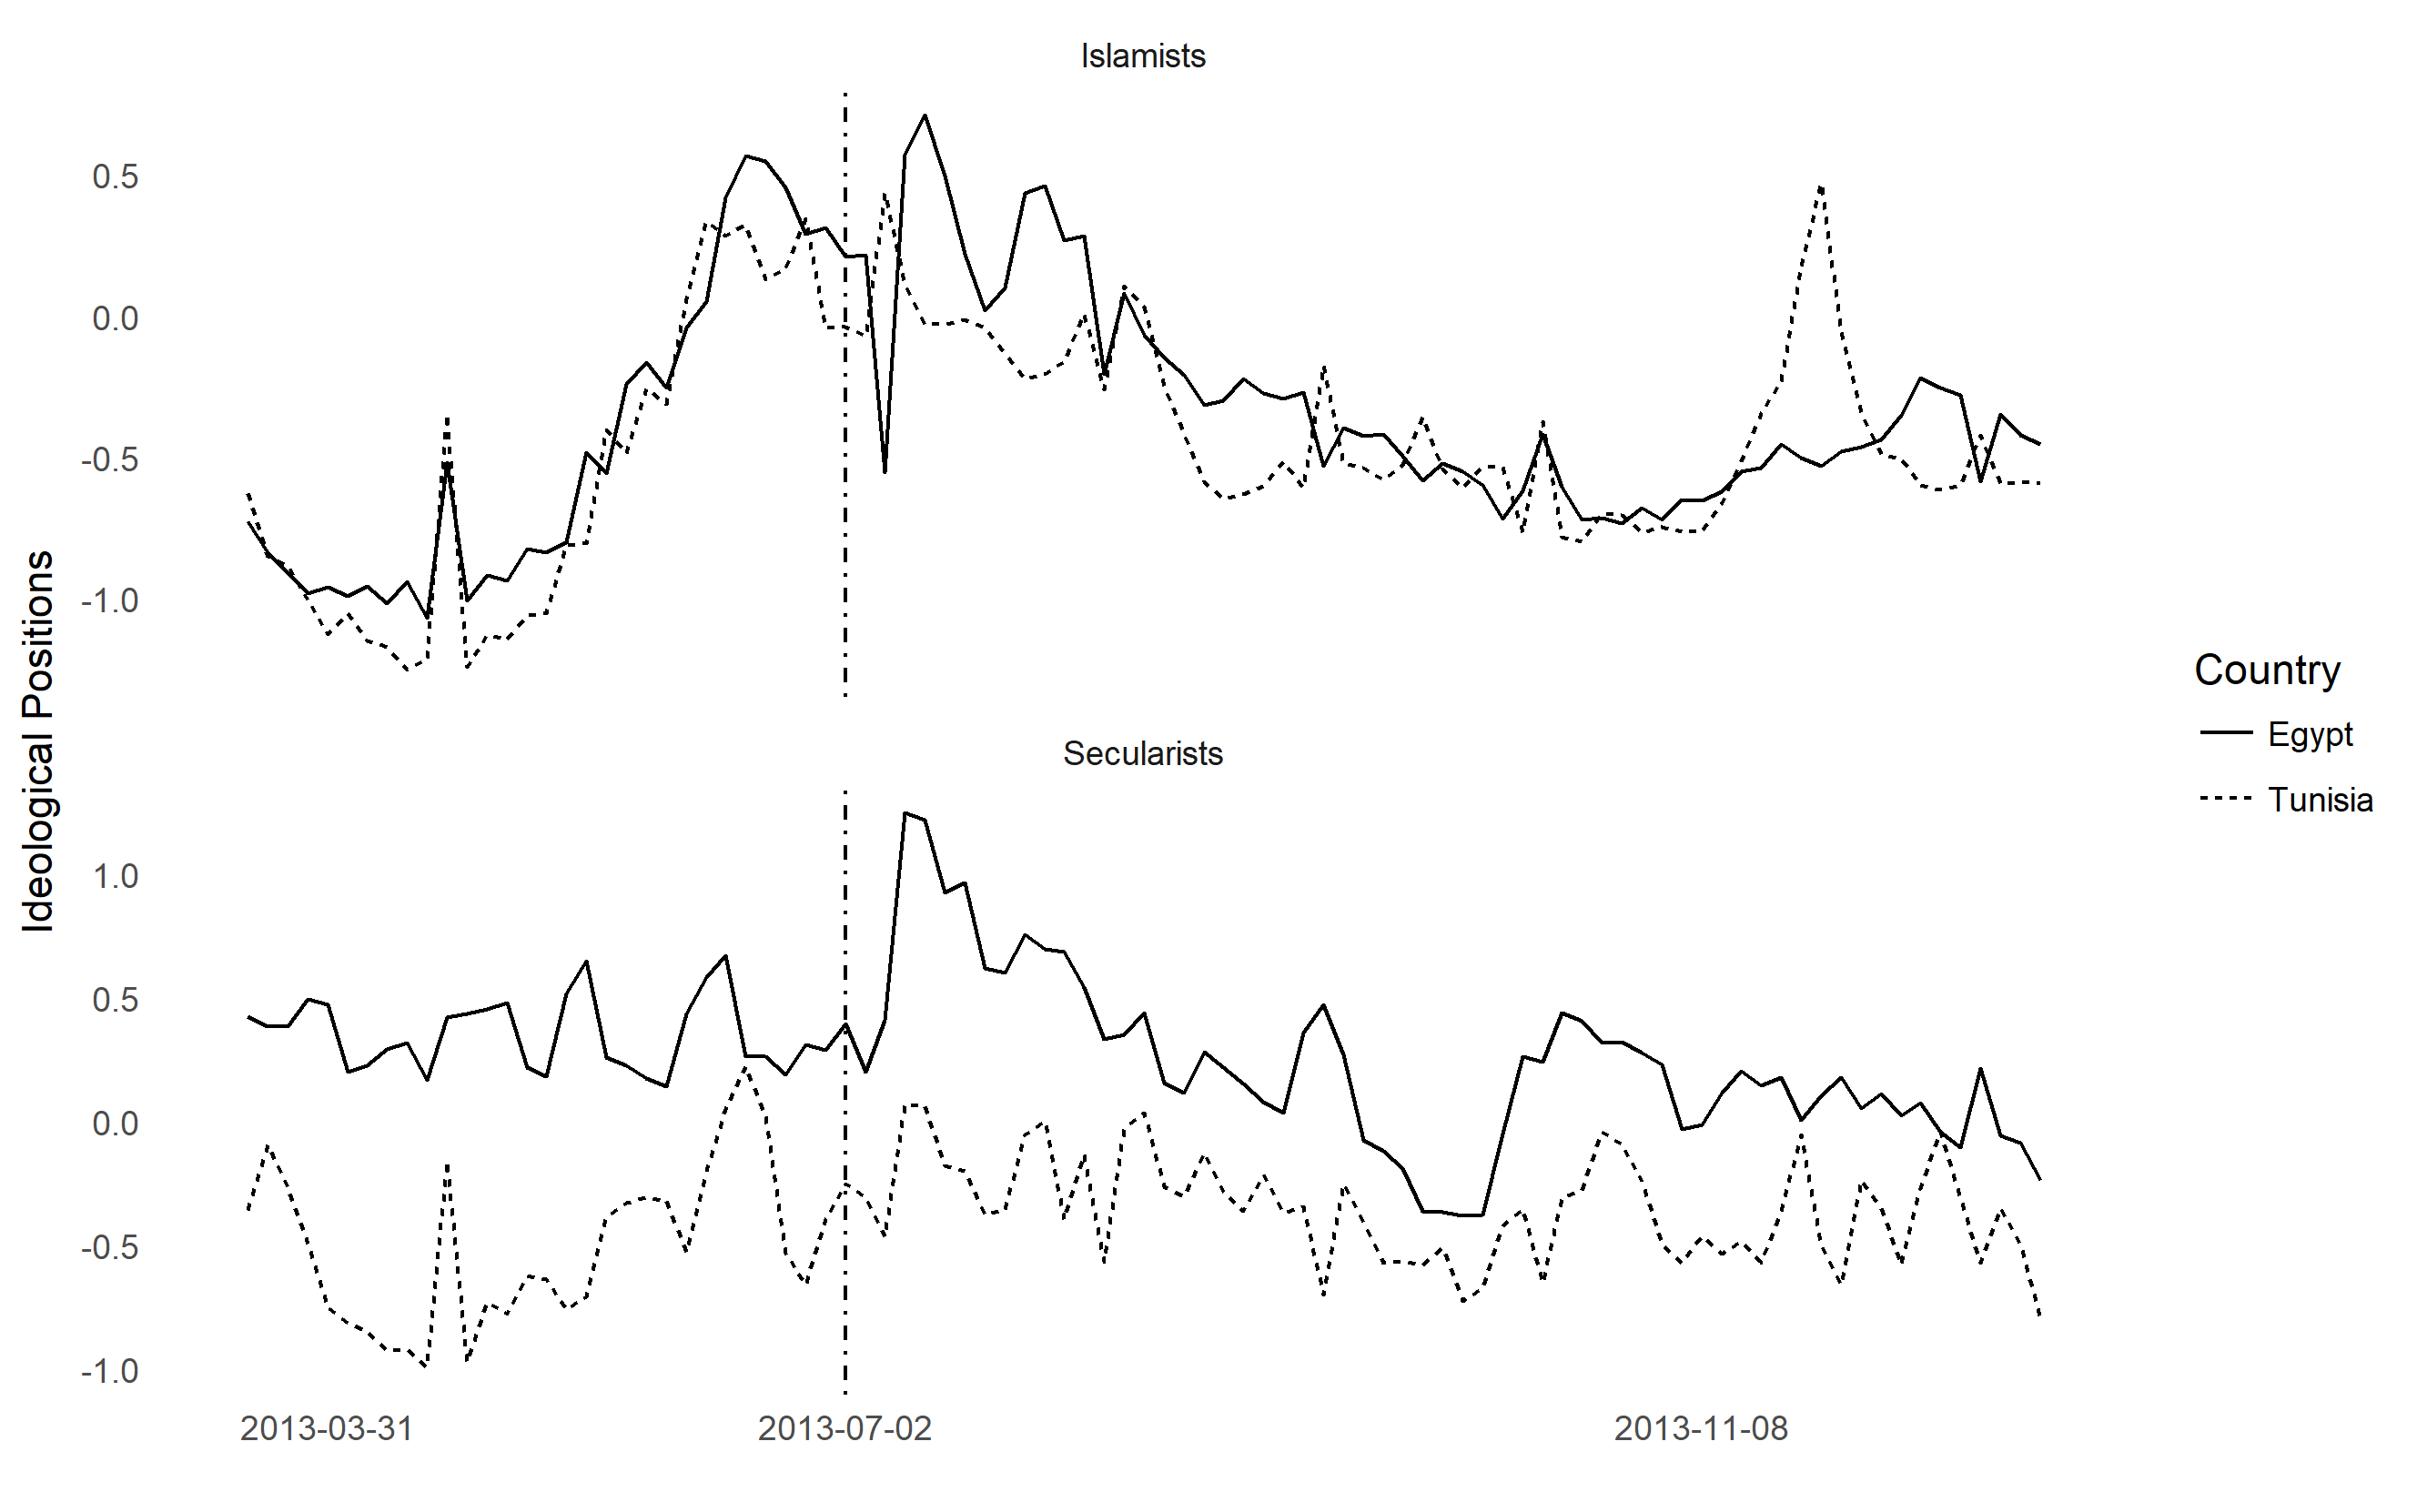 Islamists
0.5
0.0
-0.5
-1.0
Ideological Positions
Secularists
1.0
0.5
0.0
-0.5
-1.0
2013-03-31
2013-07-02
2013-11-08
Country
Egypt
Tunisia